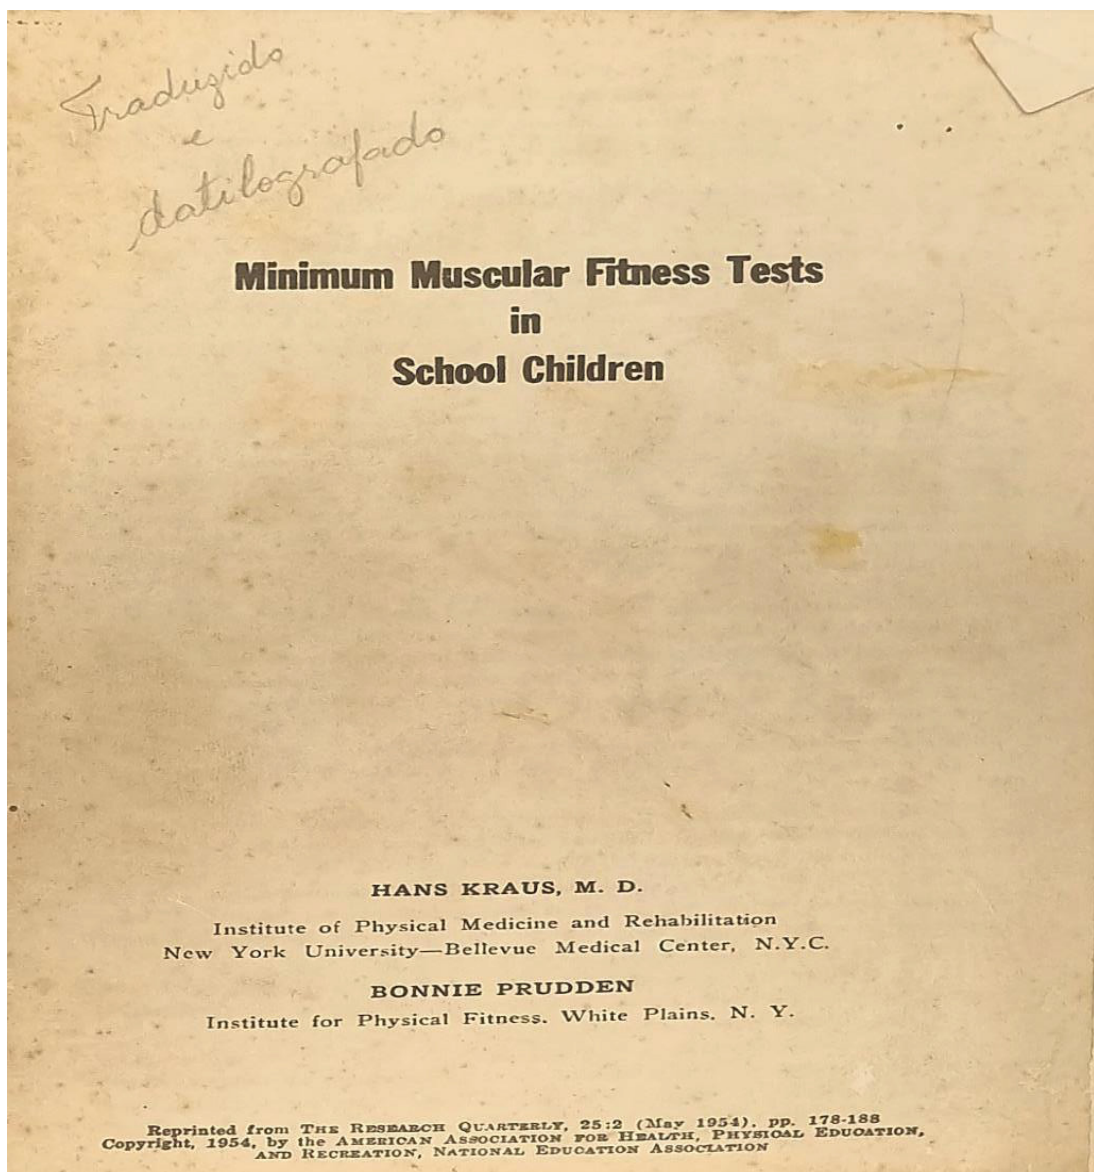 Traduzido
e
datilografado
Minimum Muscular Fitness Tests
in
School Children
HANS KRAUS, M. D.
Institute of Physical Medicine and Rehabilitation
New York University—Bellevue Medical Center, N.Y.C.
BONNIE PRUDDEN
Institute for Physical Fitness. White Plains. N. Y.
Reprinted from THE RESEARCH QUARTERLY, 25:2 (May 1954), pp. 178-188
Copyright, 1954, by the AMERICAN ASSOCIATION FOR HEALTH, PHYSICAL EDUCATION,
AND RECREATION, NATIONAL EDUCATION ASSOCIATION